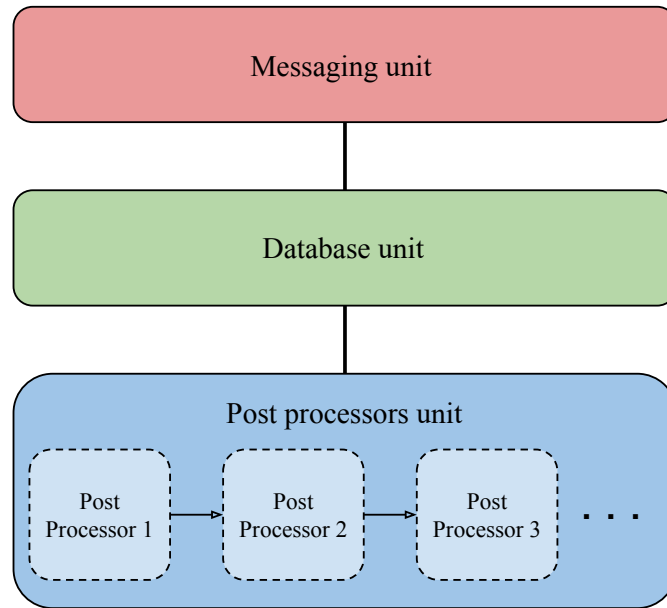 Messaging unit
Database unit
Post processors unit
Post
Processor 1
Post
Processor 2
Post
Processor 3
. . .